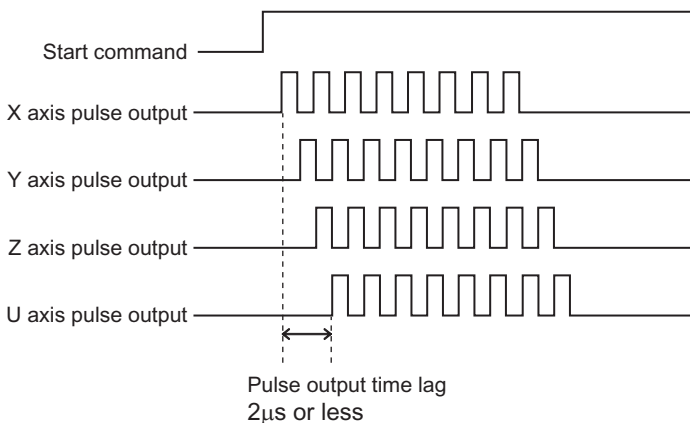 Start command
X axis pulse output
Y axis pulse output
Z axis pulse output
U axis pulse output
Pulse output time lag
2μs or less